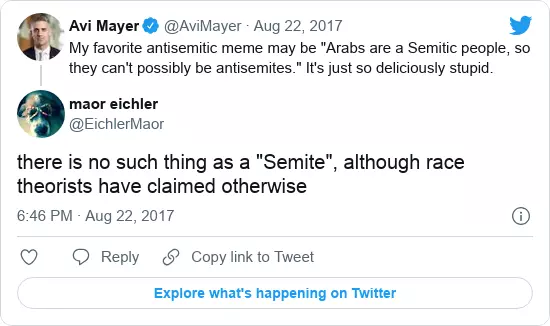 Avi Mayer @AviMayer · Aug 22, 2017
My favorite antisemitic meme may be "Arabs are a Semitic people, so
they can't possibly be antisemites." It's just so deliciously stupid.
maor eichler
@EichlerMaor
there is no such thing as a "Semite", although race
theorists have claimed otherwise
6:46 PM · Aug 22, 2017
Reply Copy link to Tweet
Explore what's happening on Twitter